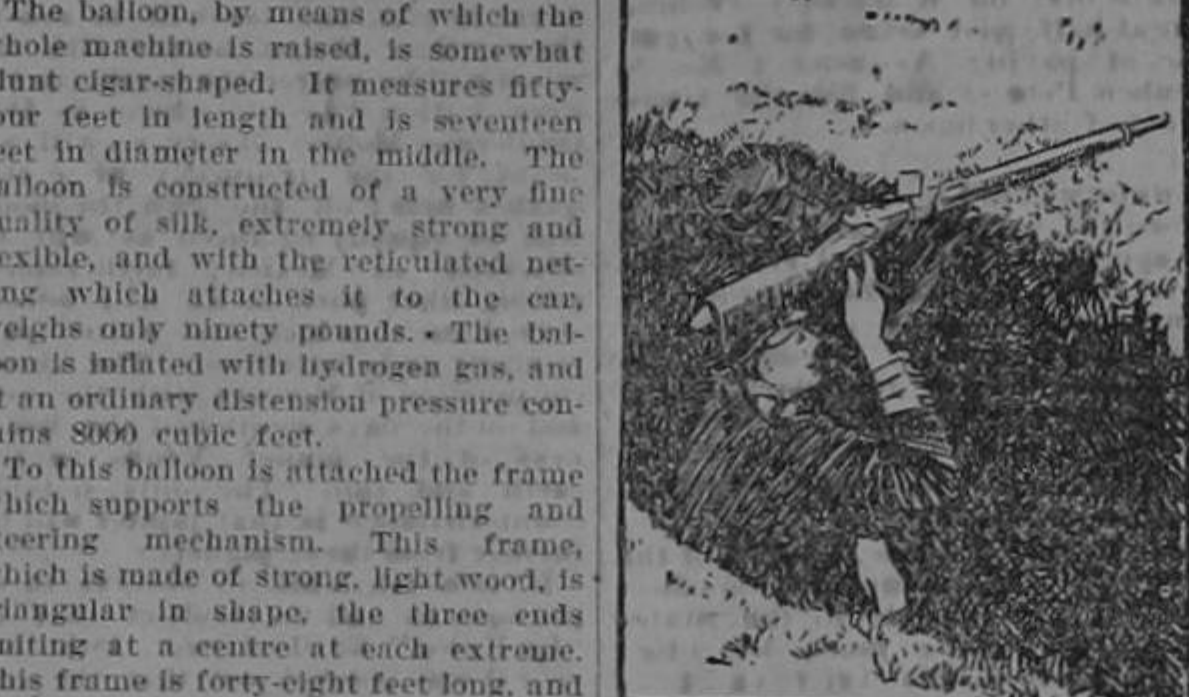 The balloon, by means of which the
hole machine is raised, is somewhat
lunt cigar-shaped. It measures fifty-
our feet in length and is seventeen
eet in diameter in the middle. The
alloon is constructed of a very fine
uality of silk, extremely strong and
exible, and with the reticulated net-
ng which attaches it to the car,
eighs only ninety pounds. The bal-
oon is inflated with hydrogen gas, and
t an ordinary distension pressure con-
ains 8000 cubic feet.
To this balloon is attached the frame
hich supports the propelling and
teering mechanism. This frame,
hich is made of strong, light wood, is
riangular in shape, the three ends
niting at a centre at each extreme.
his frame is forty-eight feet long, and